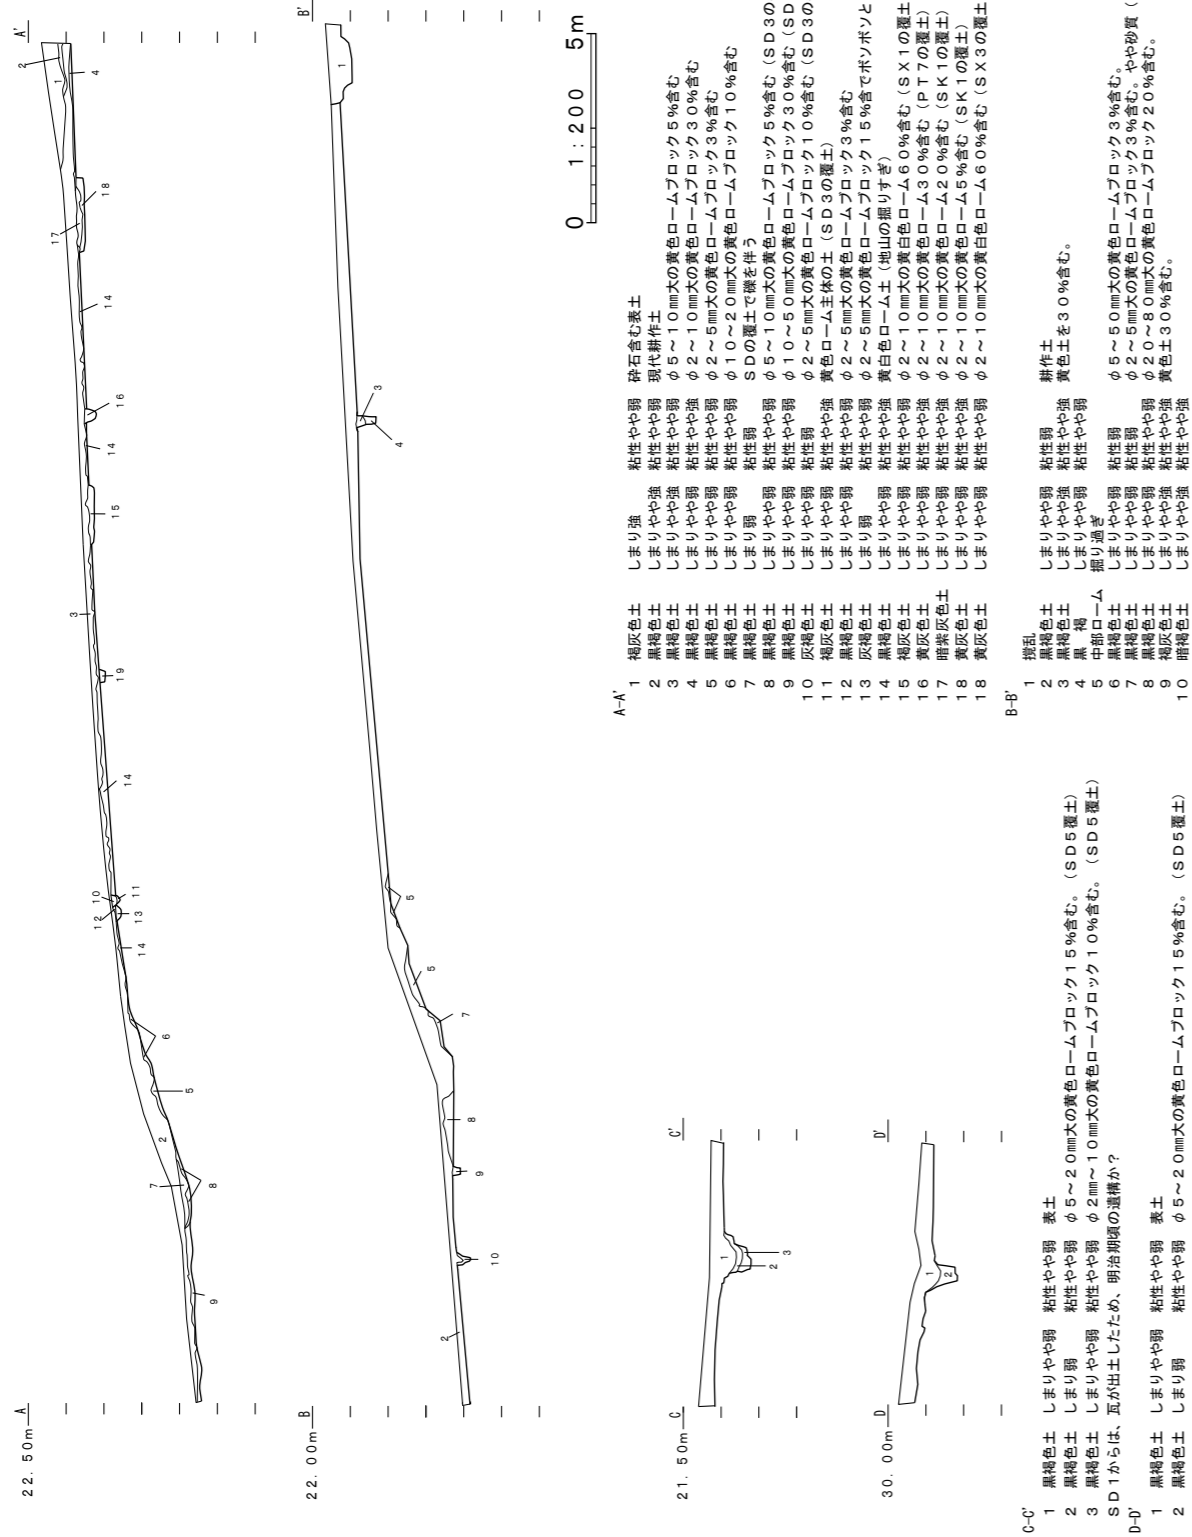 22.50m
A
A'
1
2
4
17
18
14
16
14
15
3
19
14
10
11
12
13
14
6
5
2
7
8
9
22.00m
B
B'
1
3
4
5
5
7
8
9
10
2
0 1:200 5m
21.50m
C
C'
1
2
3
30.00m
D
D'
1
2
A-A'
1 褐灰色土 しまり強 粘性やや弱 砕石含む表土
2 黒褐色土 しまりやや強 粘性やや弱 現代耕作土
3 黒褐色土 しまりやや強 粘性やや弱 φ5~10㎜大の黄色ロームブロック5%含む
4 黒褐色土 しまりやや弱 粘性やや強 φ2~10㎜大の黄色ロームブロック30%含む
5 黒褐色土 しまりやや弱 粘性やや弱 φ2~5㎜大の黄色ロームブロック3%含む
6 黒褐色土 しまりやや弱 粘性やや弱 φ10~20㎜大の黄色ロームブロック10%含む
7 黒褐色土 しまり弱 粘性弱 SDの覆土で礫を伴う
8 黒褐色土 しまりやや弱 粘性やや弱 φ5~10㎜大の黄色ロームブロック5%含む(SD3の
9 黒褐色土 しまりやや弱 粘性やや弱 φ10~50㎜大の黄色ロームブロック30%含む(SD
10 灰褐色土 しまりやや弱 粘性弱 φ2~5㎜大の黄色ロームブロック10%含む(SD3の
11 褐灰色土 しまりやや弱 粘性やや強 黄色ローム主体の土(SD3の覆土)
12 黒褐色土 しまりやや弱 粘性やや弱 φ2~5㎜大の黄色ロームブロック3%含む
13 灰褐色土 しまり弱 粘性弱 φ2~5㎜大の黄色ロームブロック15%含でボソボソと
14 黒褐色土 しまりやや弱 粘性やや強 黄白色ローム土(地山の掘りすぎ)
15 褐灰色土 しまりやや弱 粘性やや弱 φ2~10㎜大の黄白色ローム60%含む(SX1の覆土
16 黄灰色土 しまりやや弱 粘性やや強 φ2~10㎜大の黄色ローム30%含む(PT7の覆土)
17 暗紫灰色土 しまりやや弱 粘性やや弱 φ2~10㎜大の黄色ローム20%含む(SK1の覆土)
18 黄灰色土 しまりやや弱 粘性やや強 φ2~10㎜大の黄色ローム5%含む(SK1の覆土)
18 黄灰色土 しまりやや弱 粘性やや弱 φ2~10㎜大の黄白色ローム60%含む(SX3の覆土
B-B'
1 撹乱
2 黒褐色土 しまりやや弱 粘性弱 耕作土
3 黒褐色土 しまりやや強 粘性やや強 黄色土を30%含む。
4 黒 褐 しまりやや弱 粘性やや弱
5 中部ローム 掘り過ぎ
6 黒褐色土 しまりやや弱 粘性弱 φ5~50㎜大の黄色ロームブロック3%含む。
7 黒褐色土 しまりやや弱 粘性弱 φ2~5㎜大の黄色ロームブロック3%含む。やや砂質(
8 黒褐色土 しまりやや弱 粘性やや弱 φ20~80㎜大の黄色ロームブロック20%含む。
9 褐灰色土 しまりやや強 粘性やや強 黄色土30%含む。
10 暗褐色土 しまりやや強 粘性やや強
C-C'
1 黒褐色土 しまりやや弱 粘性やや弱 表土
2 黒褐色土 しまり弱 粘性やや弱 φ5~20㎜大の黄色ロームブロック15%含む。(SD5覆土)
3 黒褐色土 しまりやや弱 粘性やや弱 φ2㎜~10㎜大の黄色ロームブロック10%含む。(SD5覆土)
SD1からは、瓦が出土したため、明治期頃の遺構か?
D-D'
1 黒褐色土 しまりやや弱 粘性やや弱 表土
2 黒褐色土 しまり弱 粘性やや弱 φ5~20㎜大の黄色ロームブロック15%含む。(SD5覆土)